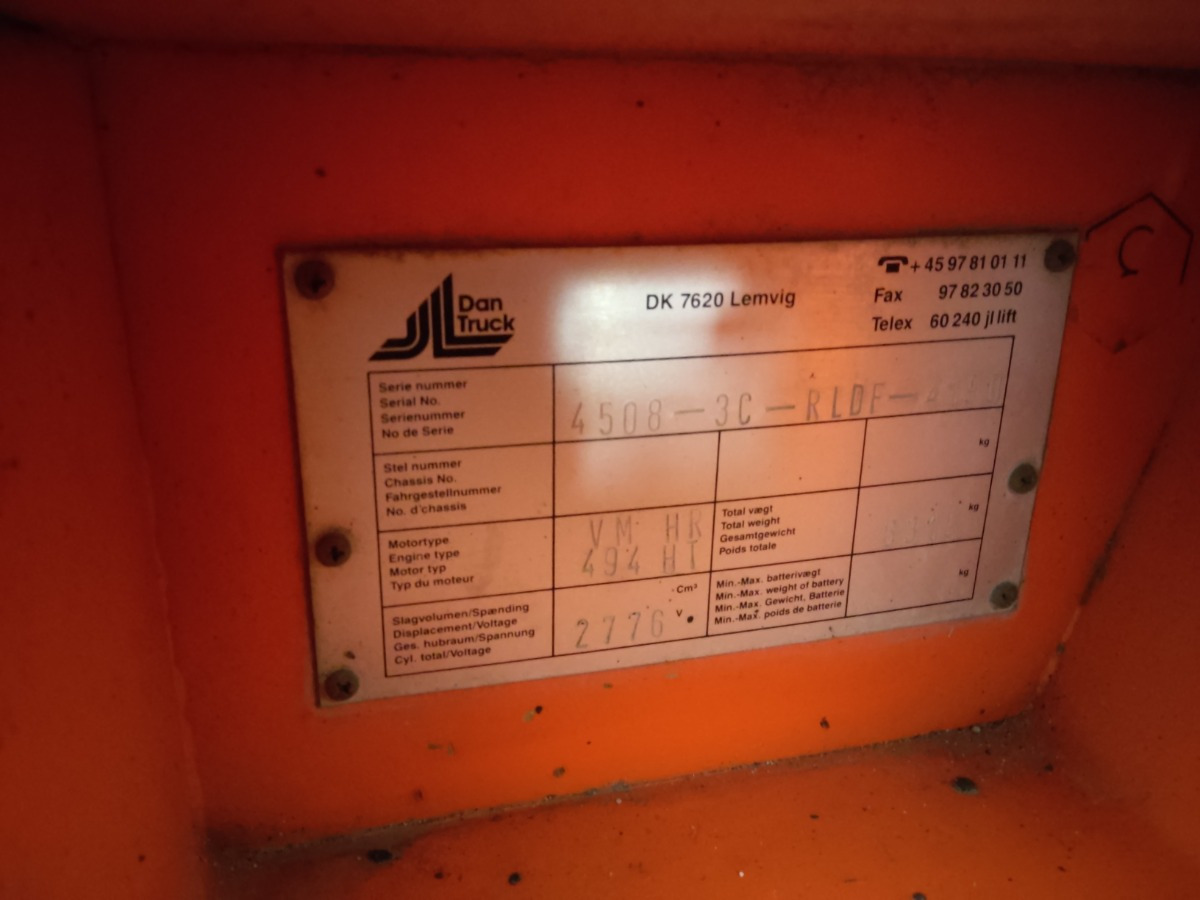 Dan
Truck
DK 7620 Lemvig
☎ + 45 97 81 01 11
Fax 97 82 30 50
Telex 60 240 jl lift
Serie nummer
Serial No.
Serienummer
No de Serie
4508-3C-RLDF-
Stel nummer
Chassis No.
Fahrgestellnummer
No. d'chassis
kg
Motortype
Engine type
Motor typ
Typ du moteur
VM HR
494 HT
Total vægt
Total weight
Gesamtgewicht
Poids totale
kg
Slagvolumen/Spænding
Displacement/Voltage
Ges. hubraum/Spannung
Cyl. total/Voltage
Cm³
V.
2776
Min.-Max. batterivægt
Min.-Max. weight of battery
Min.-Max. Gewicht, Batterie
Min.-Max. poids de batterie
kg